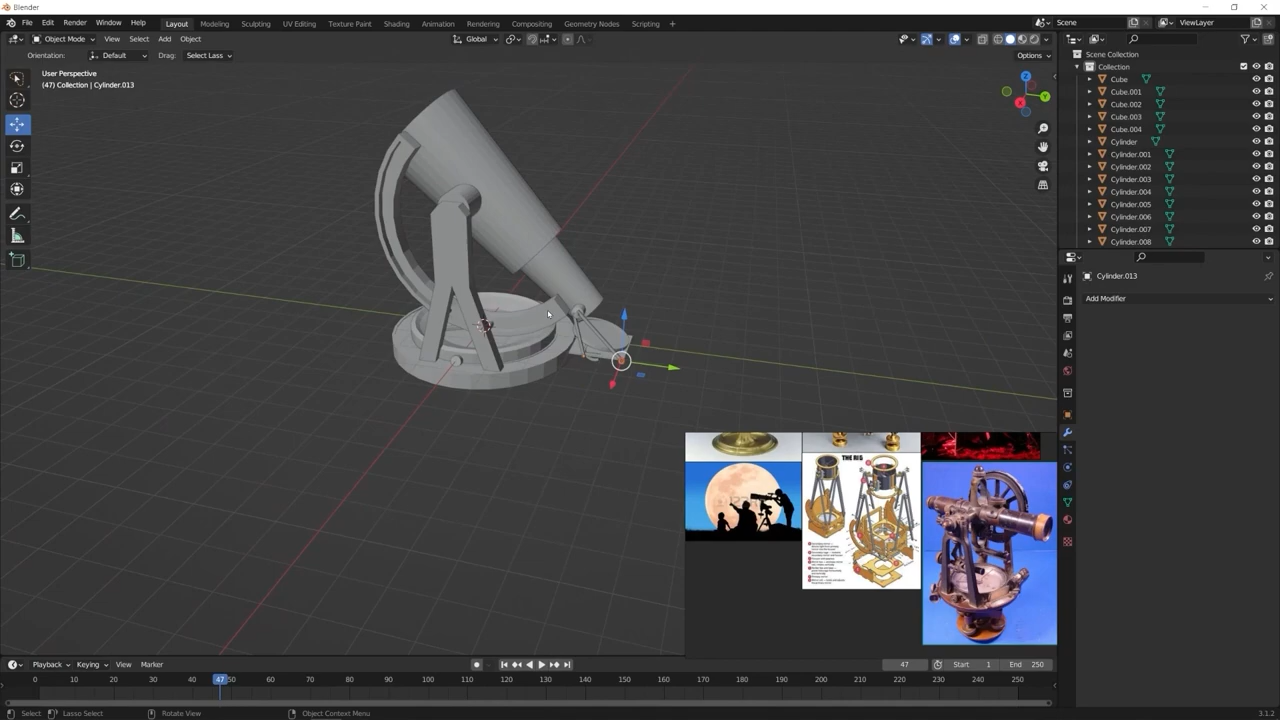 Blender
File Edit Render Window Help
Layout Modeling Sculpting UV Editing Texture Paint Shading Animation Rendering Compositing Geometry Nodes Scripting
Scene
ViewLayer
Object Mode View Select Add Object
Global
Orientation: Default Drag: Select Lass
Options
User Perspective
(47) Collection | Cylinder.013
X
Y
Z
Scene Collection
Collection
Cube
Cube.001
Cube.002
Cube.003
Cube.004
Cylinder
Cylinder.001
Cylinder.002
Cylinder.003
Cylinder.004
Cylinder.005
Cylinder.006
Cylinder.007
Cylinder.008
Cylinder.013
Add Modifier
THE RIG
Playback Keying View Marker
47 Start 1 End 250
0 10 20 30 40 47 50 60 70 80 90 100 110 120 130 140 150 160 170 180 190 200 210 220 230 240 250
Select Lasso Select Rotate View Object Context Menu
3.1.2